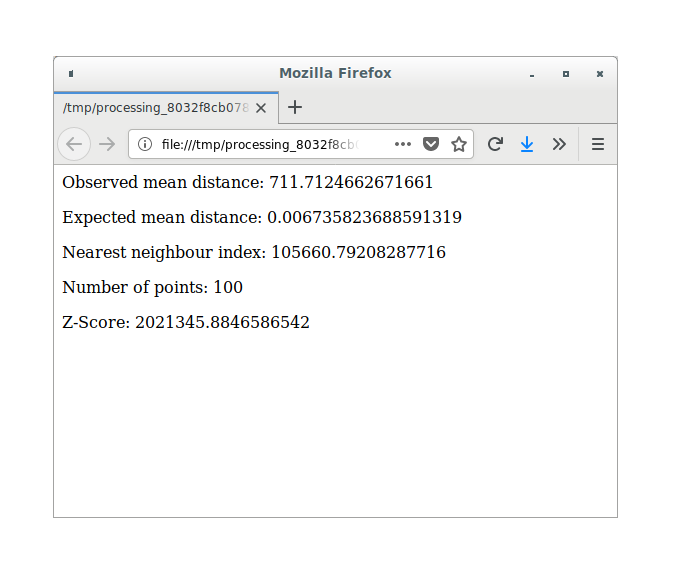 Mozilla Firefox
/tmp/processing_8032f8cb078
file:///tmp/processing_8032f8cb0
Observed mean distance: 711.7124662671661
Expected mean distance: 0.006735823688591319
Nearest neighbour index: 105660.79208287716
Number of points: 100
Z-Score: 2021345.8846586542